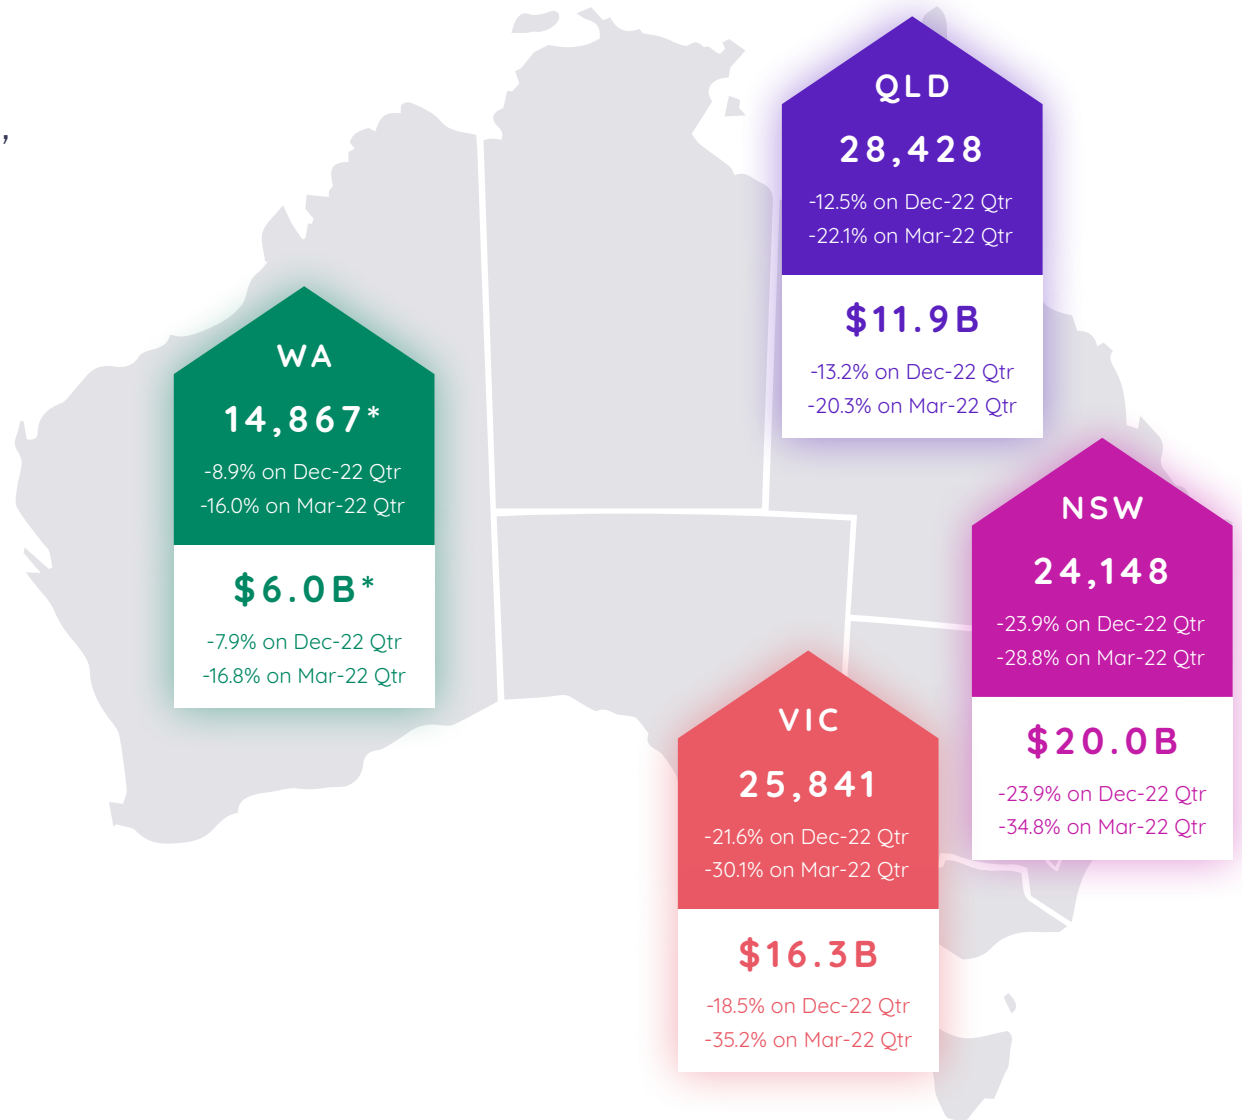 ,
QLD
28,428
-12.5% on Dec-22 Qtr
-22.1% on Mar-22 Qtr
$11.9B
-13.2% on Dec-22 Qtr
-20.3% on Mar-22 Qtr
WA
14,867*
-8.9% on Dec-22 Qtr
-16.0% on Mar-22 Qtr
$6.0B*
-7.9% on Dec-22 Qtr
-16.8% on Mar-22 Qtr
NSW
24,148
-23.9% on Dec-22 Qtr
-28.8% on Mar-22 Qtr
$20.0B
-23.9% on Dec-22 Qtr
-34.8% on Mar-22 Qtr
VIC
25,841
-21.6% on Dec-22 Qtr
-30.1% on Mar-22 Qtr
$16.3B
-18.5% on Dec-22 Qtr
-35.2% on Mar-22 Qtr